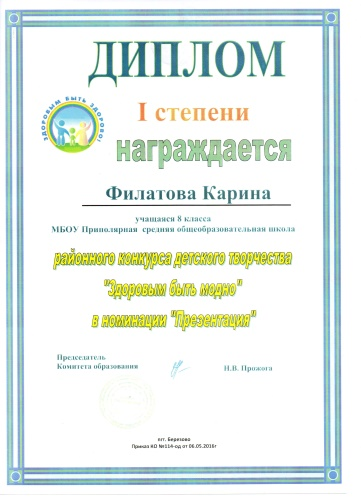 ДИПЛОМ
ЗДОРОВЫМ БЫТЬ ЗДОРОВО!
I степени
награждается
Филатова Карина
учащаяся 8 класса
МБОУ Приполярная средняя общеобразовательная школа
районного конкурса детского творчества
"Здоровым быть модно"
в номинации "Презентация"
Председатель
Комитета образования
Н.В. Прожога
пгт. Березово
Приказ КО №114-од от 06.05.2016г